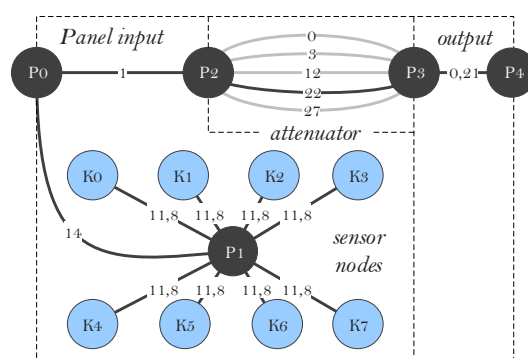 Panel input
output
0
3
P0
1
P2
12
P3
0,21
P4
22
27
attenuator
K0
K1
K2
K3
11,8
11,8
11,8
11,8
14
P1
sensor
nodes
11,8
11,8
11,8
11,8
K4
K5
K6
K7